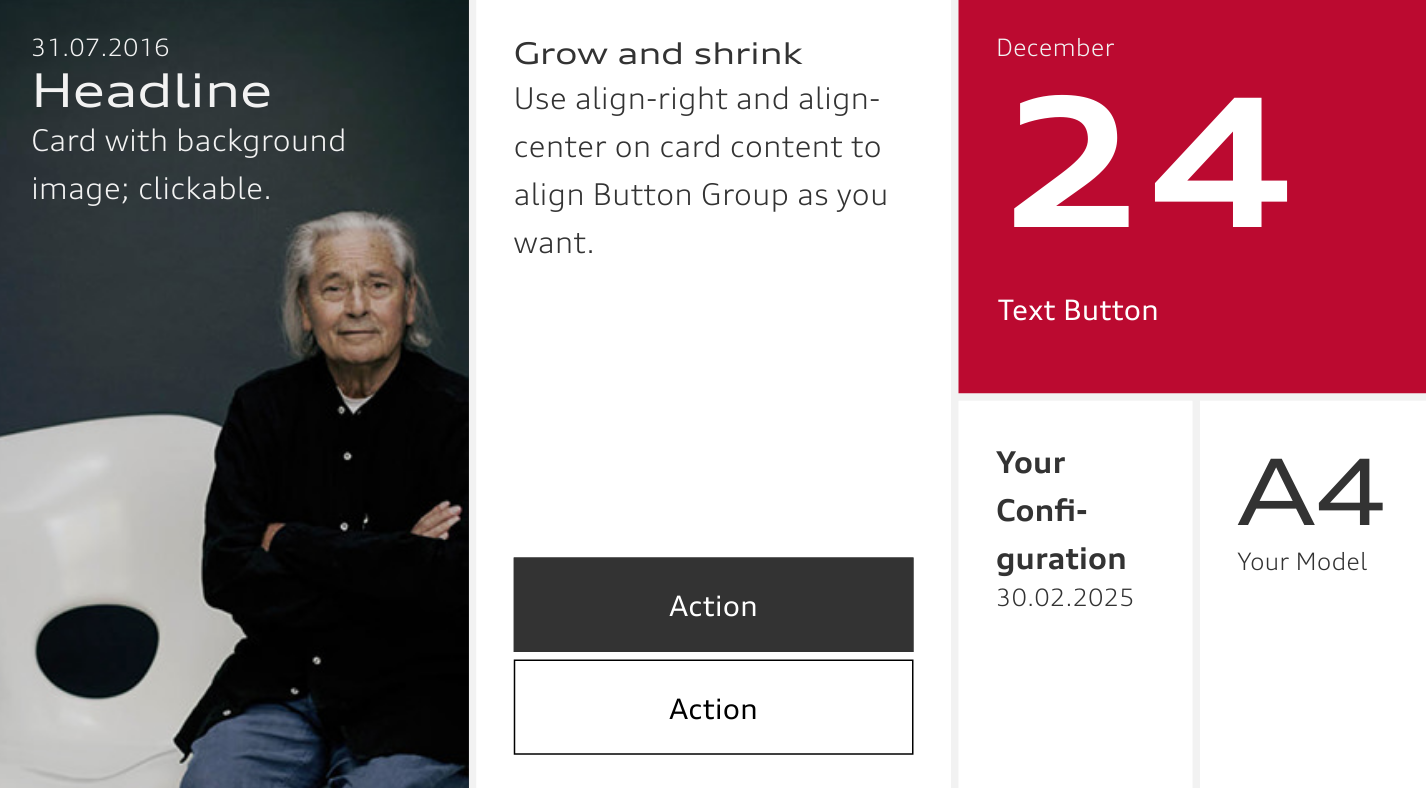 31.07.2016
Headline
Card with background
image; clickable.
Grow and shrink
Use align-right and align-
center on card content to
align Button Group as you
want.
Action
Action
December
24
Text Button
Your
Confi-
guration
30.02.2025
A4
Your Model